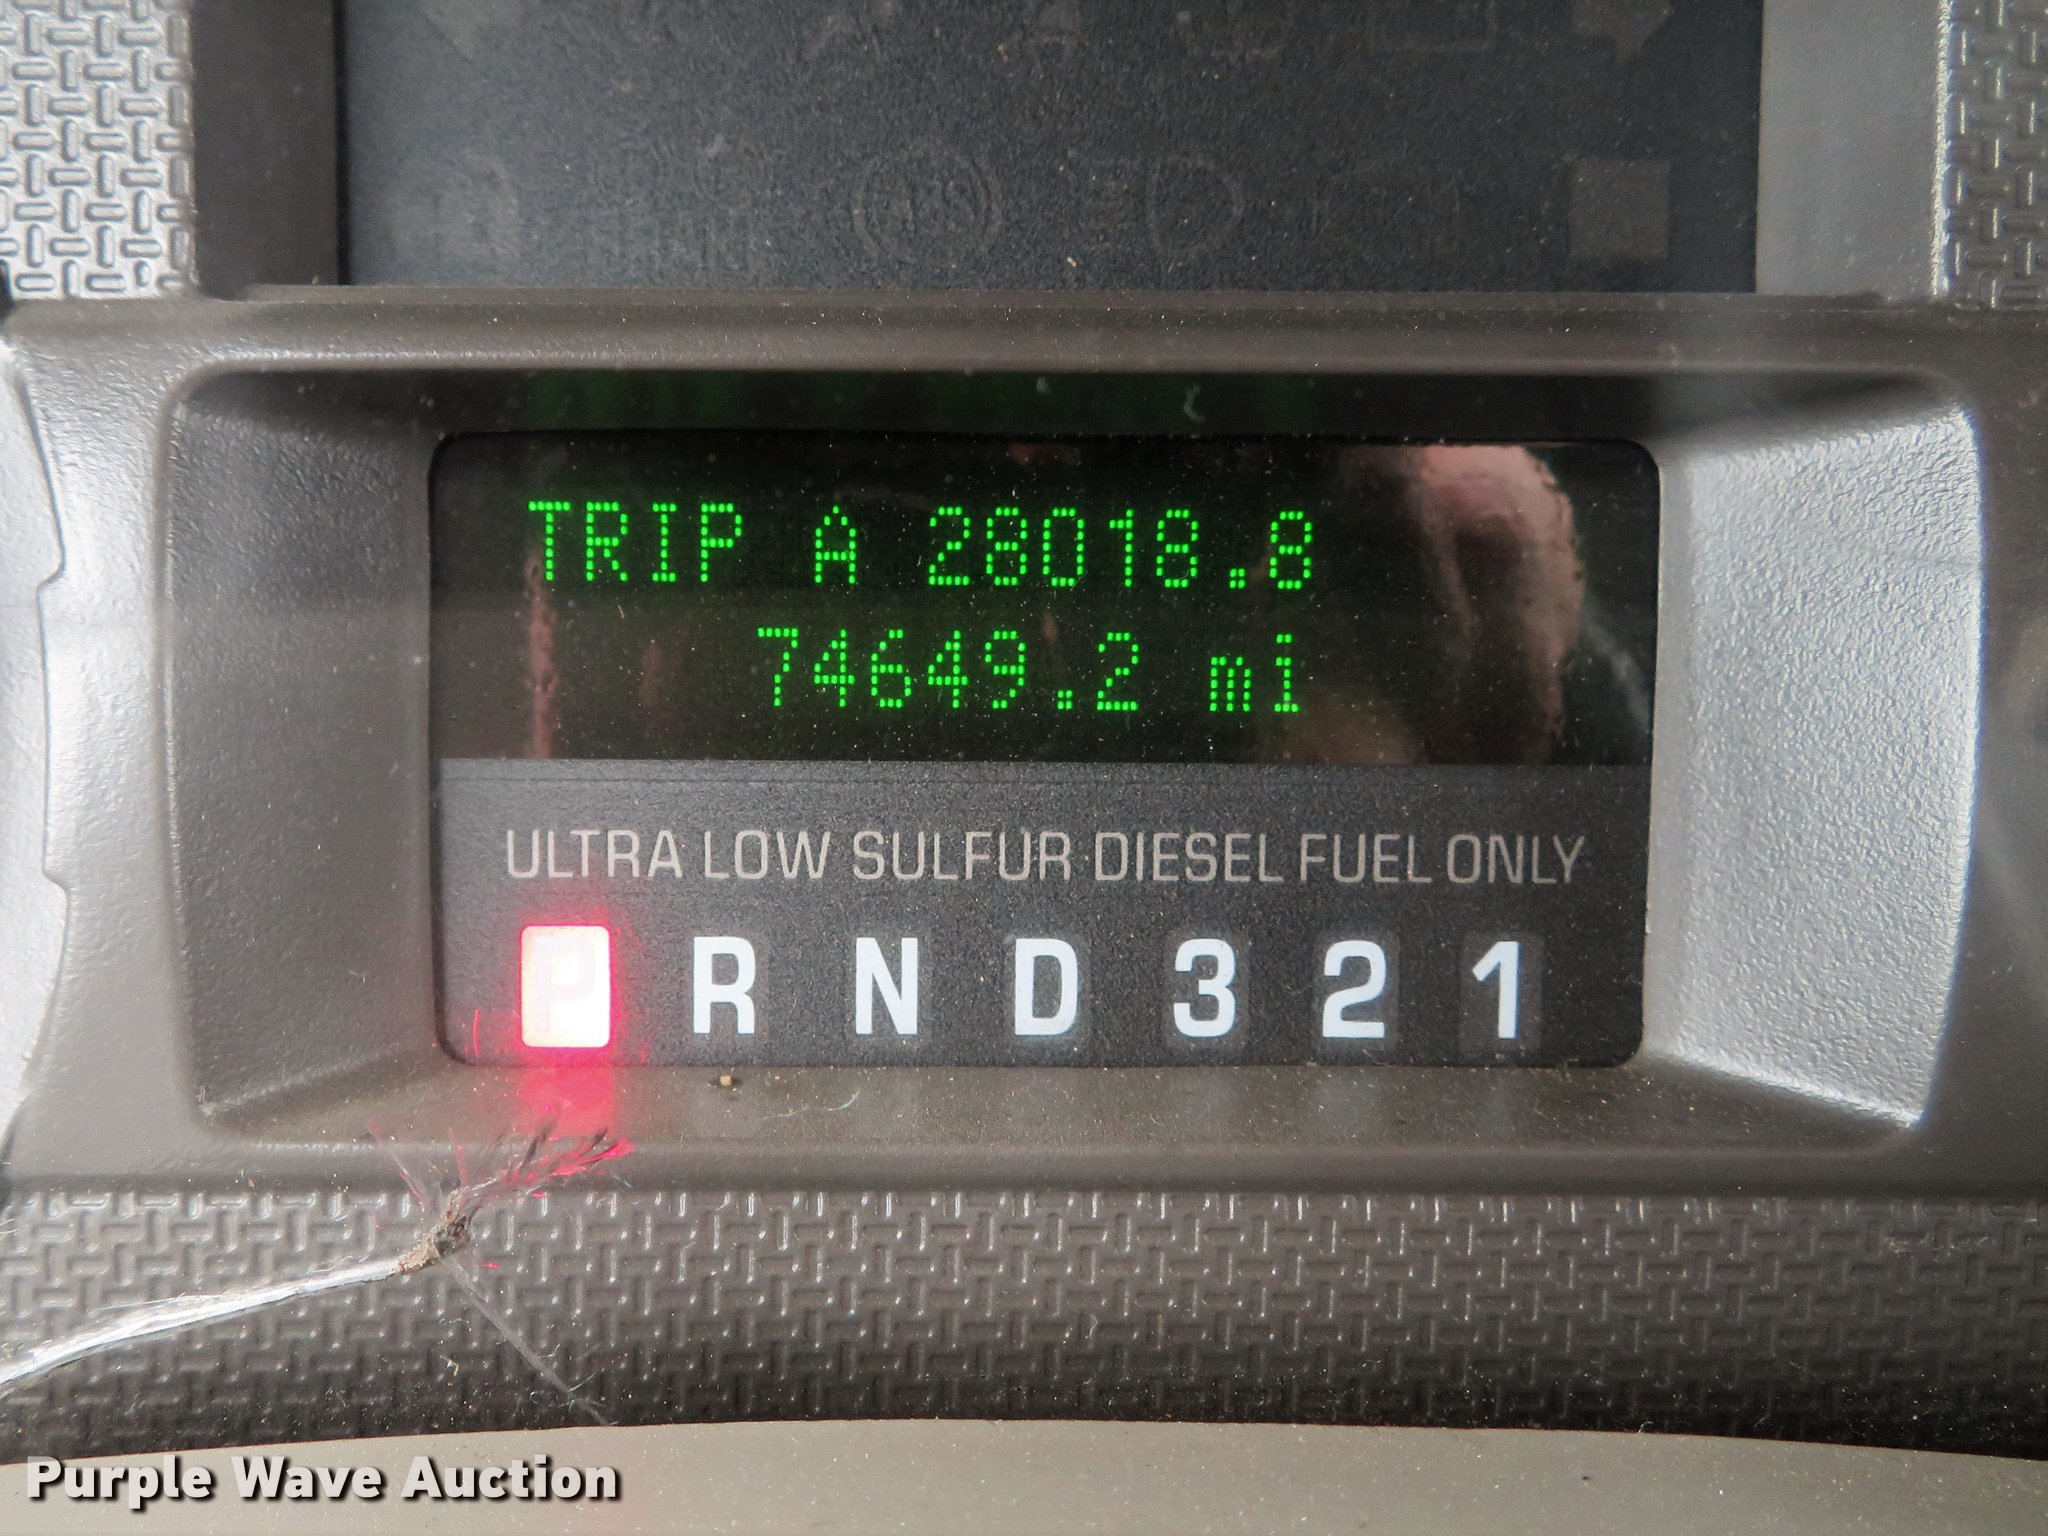 TRIP A 28018.8
74649.2 mi
ULTRA LOW SULFUR DIESEL FUEL ONLY
P R N D 3 2 1
Purple Wave Auction